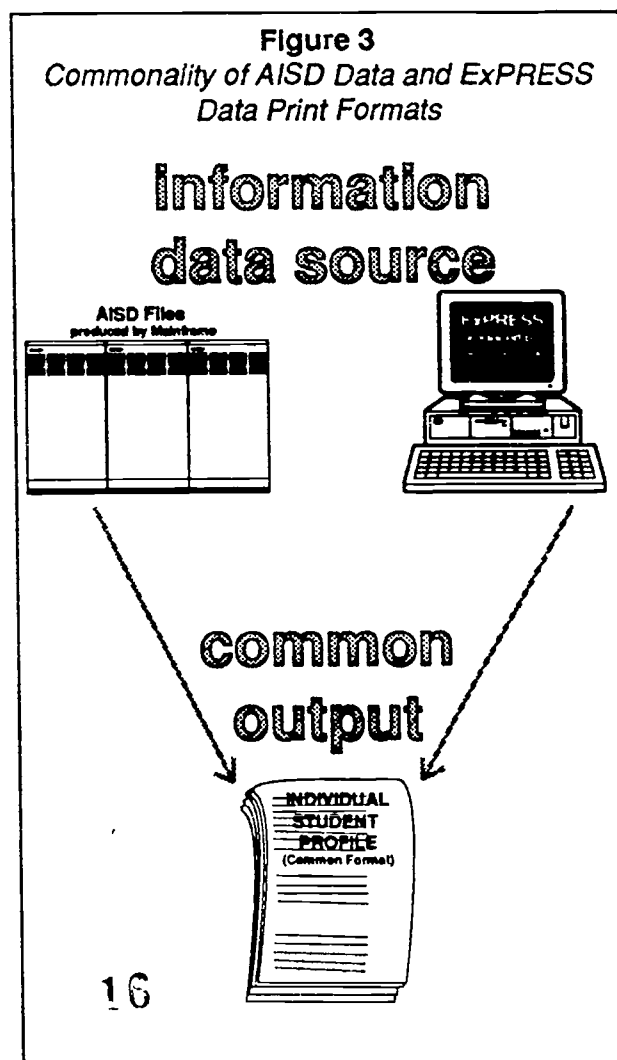 Figure 3
Commonality of AISD Data and ExPRESS
Data Print Formats
information
data source
AISD Files
produced by Mainframe
ExPRESS
common
output
INDIVIDUAL
STUDENT
PROFILE
(Common Format)
16